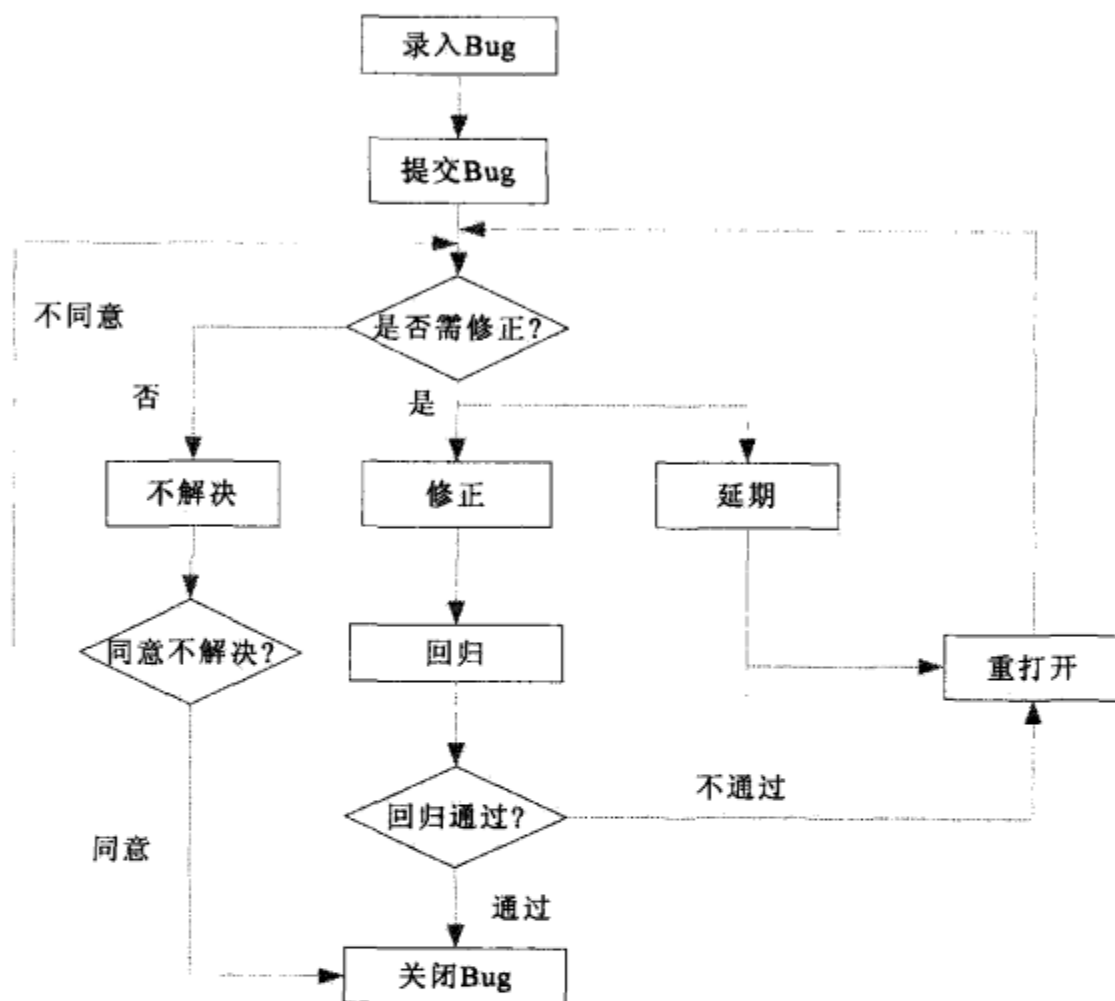 录入Bug
提交Bug
不同意
是否需修正?
否
是
不解决
修正
延期
同意不解决?
回归
重打开
不通过
回归通过?
同意
通过
关闭Bug